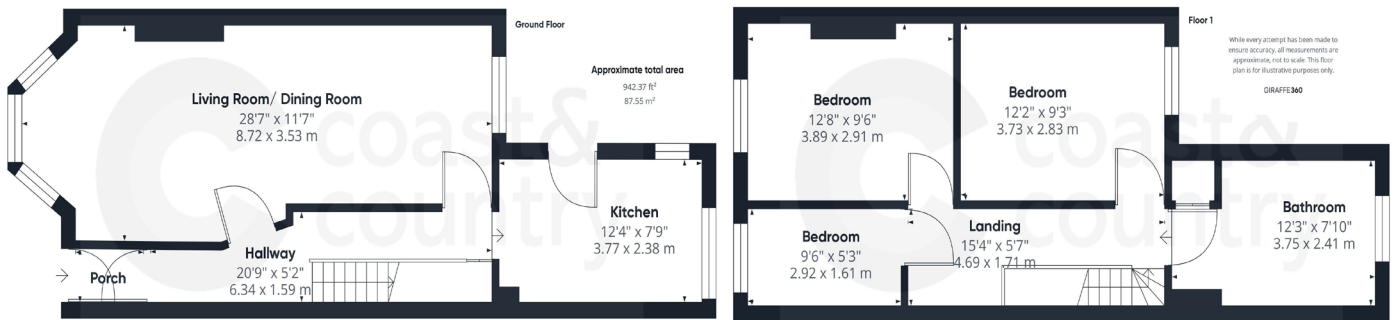 Ground Floor
Approximate total area
942.37 ft²
87.55 m²
Living Room/ Dining Room
28'7" x 11'7"
8.72 x 3.53 m
Kitchen
12'4" x 7'9"
3.77 x 2.38 m
Hallway
20'9" x 5'2"
6.34 x 1.59 m
Porch
coast&
country
Floor 1
While every attempt has been made to
ensure accuracy, all measurements are
approximate, not to scale. This floor
plan is for illustrative purposes only.
GIRAFFE360
Bedroom
12'8" x 9'6"
3.89 x 2.91 m
Bedroom
12'2" x 9'3"
3.73 x 2.83 m
Bedroom
9'6" x 5'3"
2.92 x 1.61 m
Landing
15'4" x 5'7"
4.69 x 1.71 m
Bathroom
12'3" x 7'10"
3.75 x 2.41 m
coast&
country